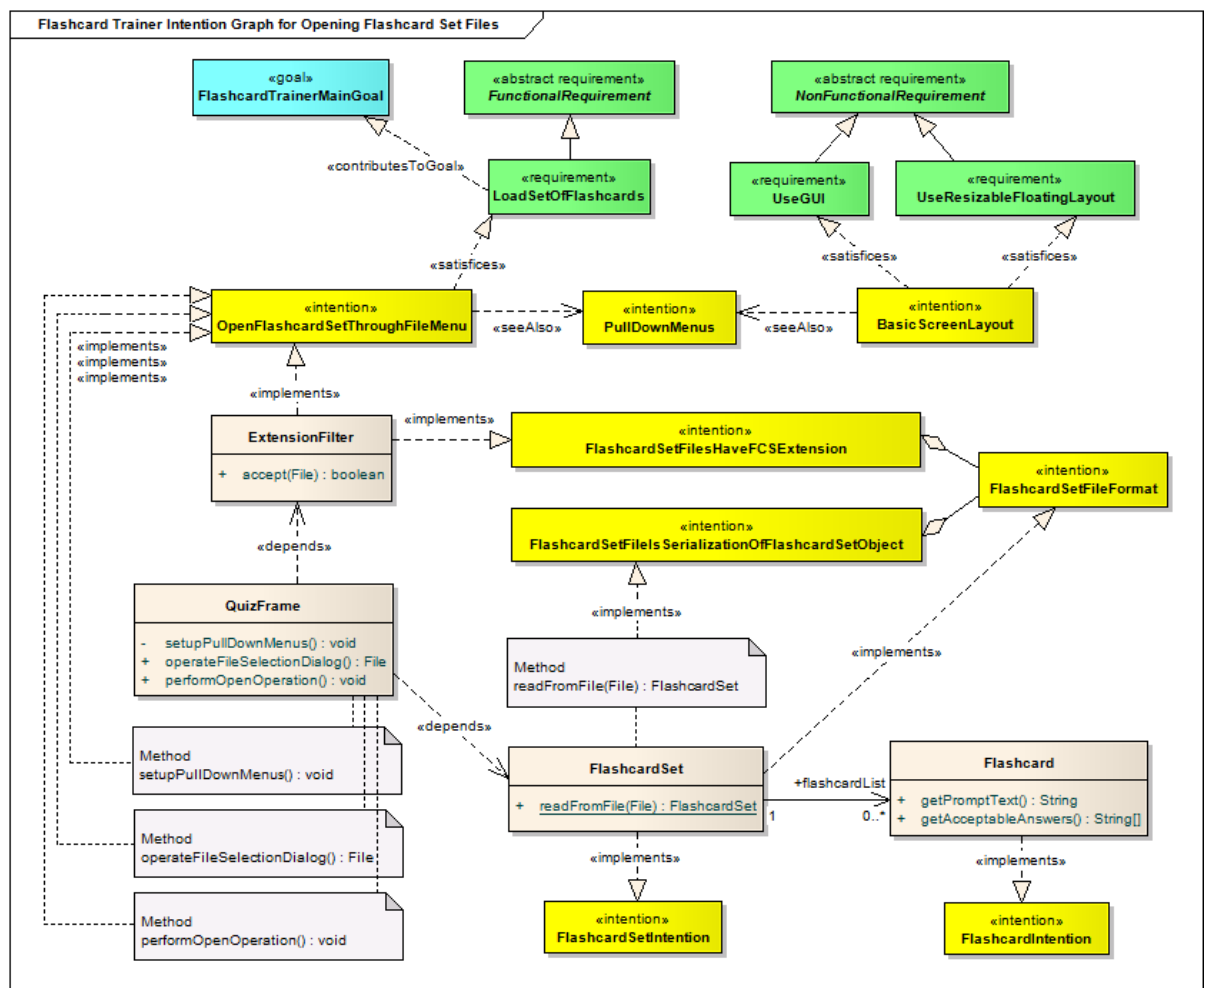 Flashcard Trainer Intention Graph for Opening Flashcard Set Files
«goal»
FlashcardTrainerMainGoal
«abstract requirement»
FunctionalRequirement
«abstract requirement»
NonFunctionalRequirement
«contributesToGoal»
«requirement»
LoadSetOfFlashcards
«requirement»
UseGUI
«requirement»
UseResizableFloatingLayout
«satisfices»
«satisfices»
«satisfices»
«intention»
OpenFlashcardSetThroughFileMenu
«seeAlso»
«intention»
PullDownMenus
«seeAlso»
«intention»
BasicScreenLayout
«implements»
«implements»
«implements»
«implements»
ExtensionFilter
+ accept(File) : boolean
«implements»
«intention»
FlashcardSetFilesHaveFCSExtension
«intention»
FlashcardSetFileFormat
«intention»
FlashcardSetFileIsSerializationOfFlashcardSetObject
«depends»
QuizFrame
- setupPullDownMenus() : void
+ operateFileSelectionDialog() : File
+ performOpenOperation() : void
«implements»
Method
readFromFile(File) : FlashcardSet
«implements»
«depends»
Method
setupPullDownMenus() : void
FlashcardSet
+ readFromFile(File) : FlashcardSet
+flashcardList
1
0..*
Flashcard
+ getPromptText() : String
+ getAcceptableAnswers() : String[]
Method
operateFileSelectionDialog() : File
«implements»
«implements»
Method
performOpenOperation() : void
«intention»
FlashcardSetIntention
«intention»
FlashcardIntention